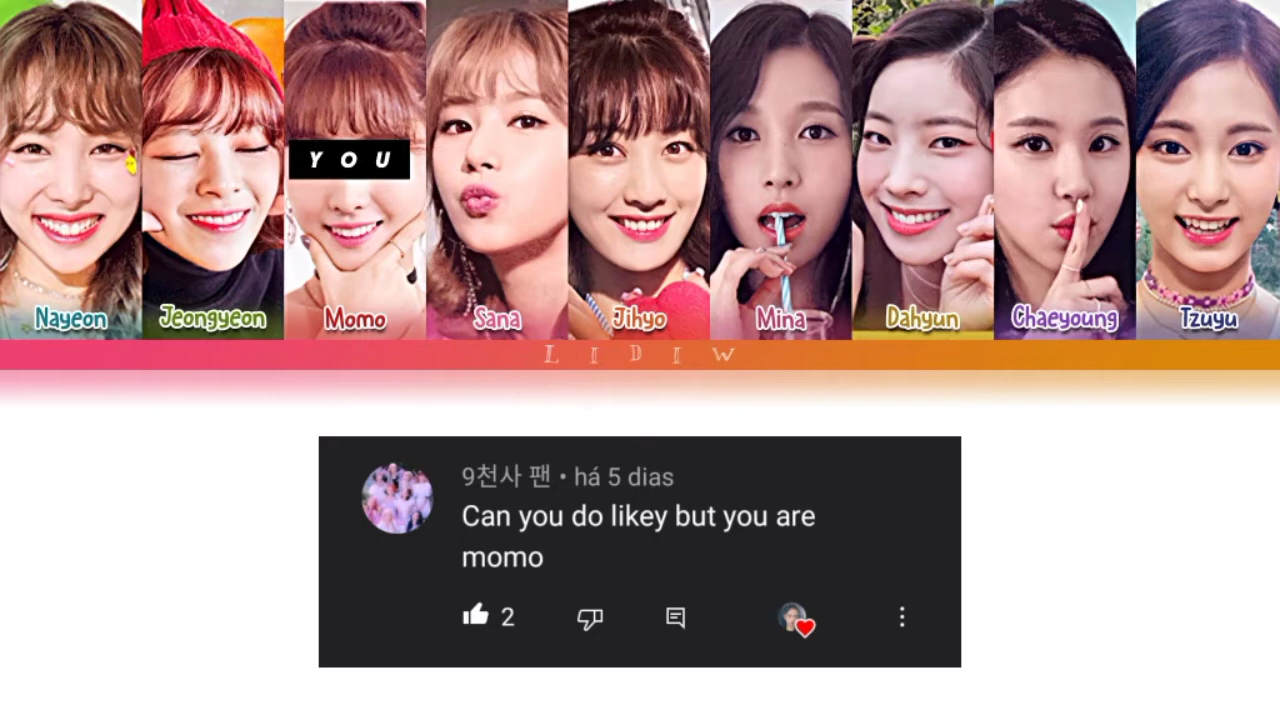 YOU
Nayeon
Jeongyeon
Momo
Sana
Jihyo
Mina
Dahyun
Chaeyoung
Tzuyu
LIDIW
9천사 팬 • há 5 dias
Can you do likey but you are
momo
2